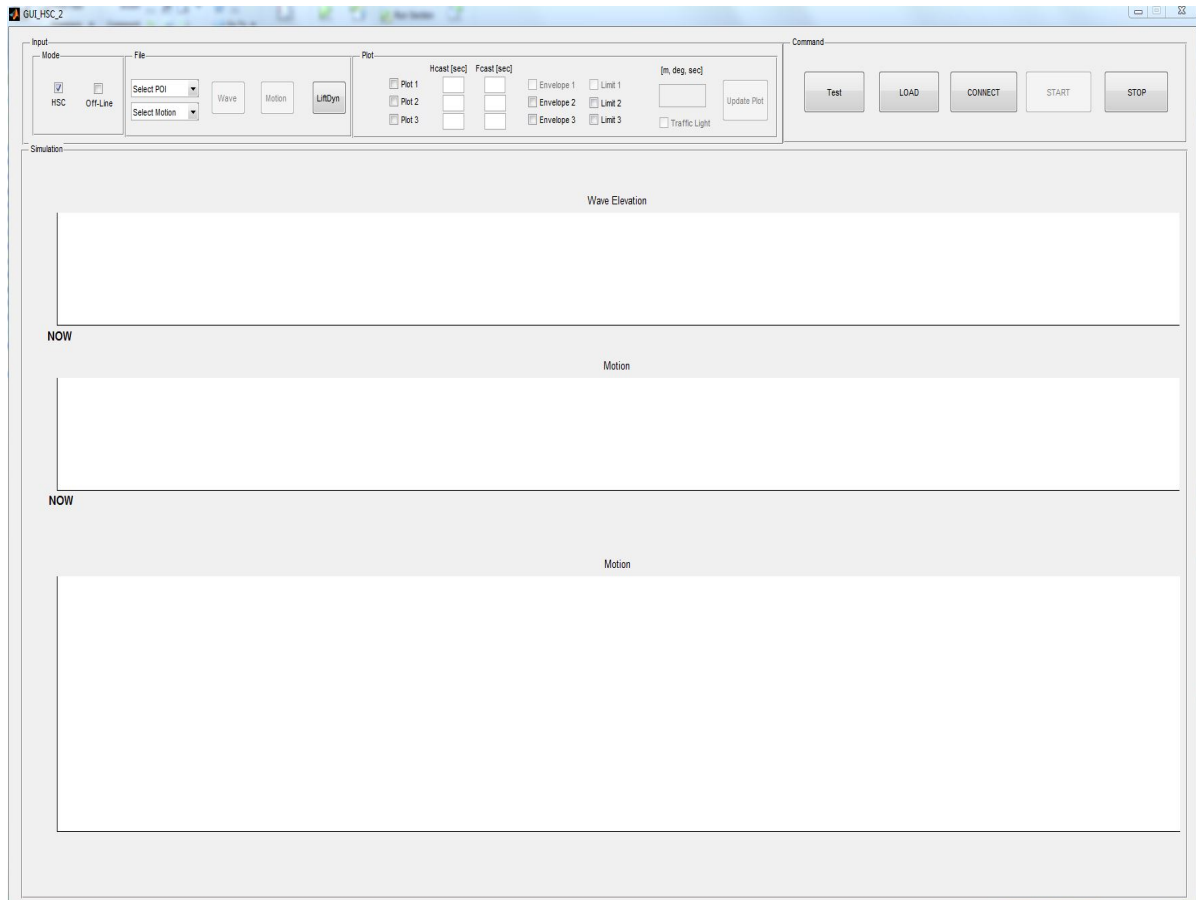 GUI_HSC_2
Input
Mode
HSC
Off-Line
File
Select POI
Select Motion
Wave
Motion
LiftDyn
Plot
Hcast [sec] Fcast [sec]
Plot 1
Plot 2
Plot 3
Envelope 1
Envelope 2
Envelope 3
Limit 1
Limit 2
Limit 3
[m, deg, sec]
Traffic Light
Update Plot
Command
Test
LOAD
CONNECT
START
STOP
Simulation
Wave Elevation
NOW
Motion
NOW
Motion